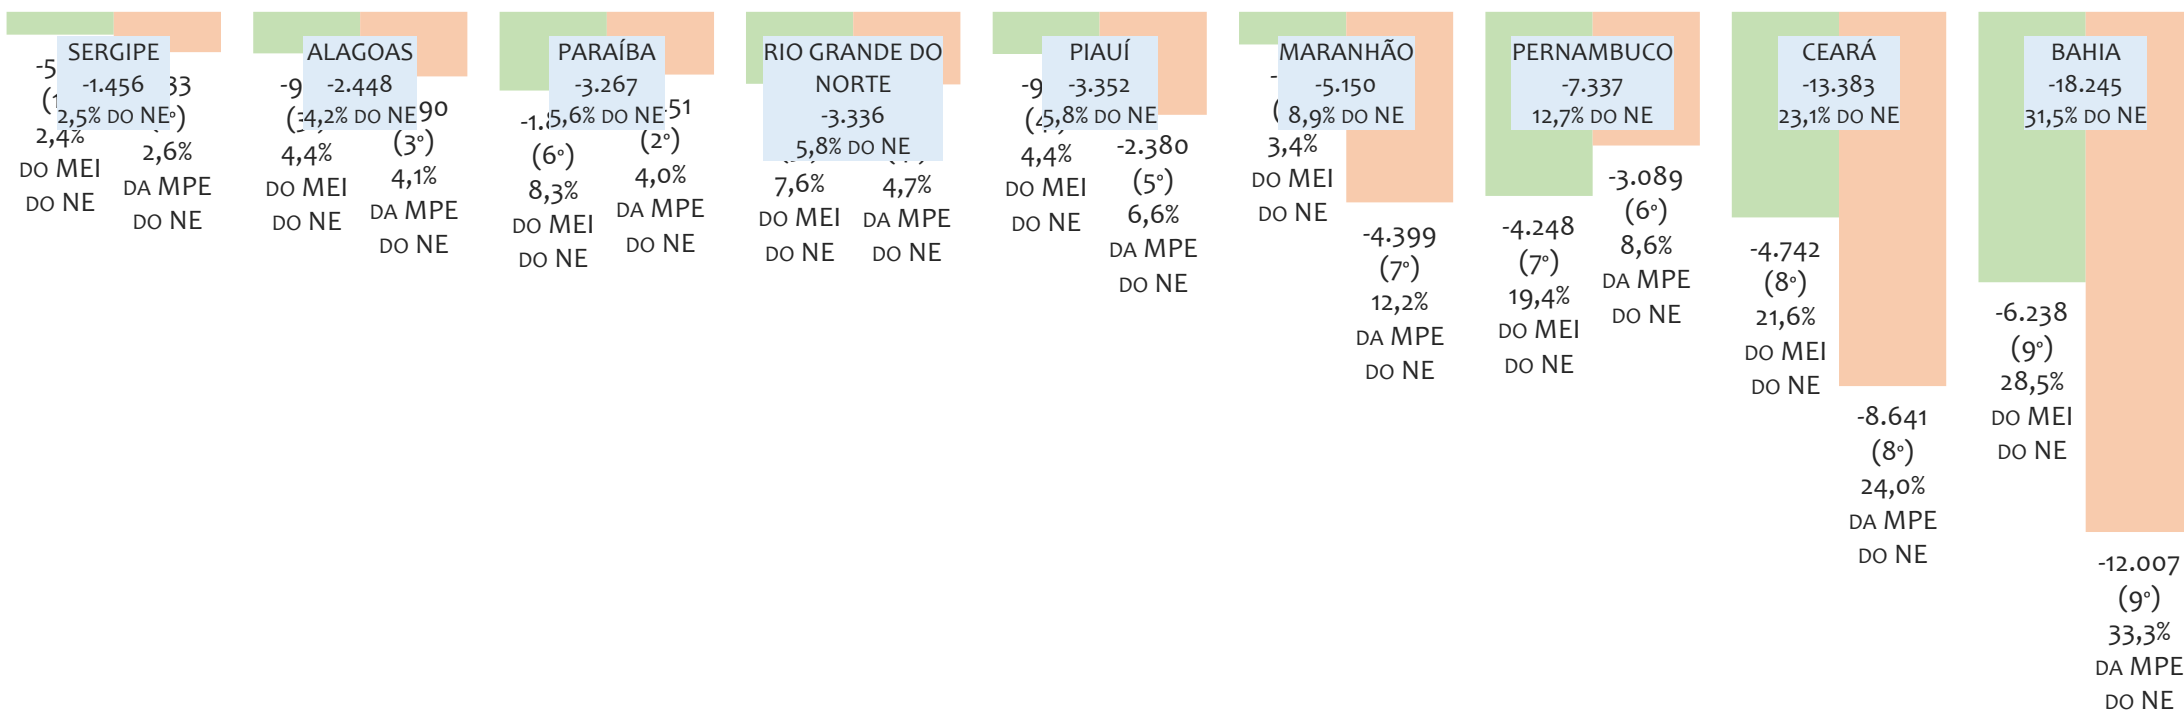 SERGIPE
-1.456
2,5% DO NE
2,4%
DO MEI
DO NE
2,6%
DA MPE
DO NE
ALAGOAS
-2.448
4,2% DO NE
4,4%
DO MEI
DO NE
(3°)
4,1%
DA MPE
DO NE
PARAÍBA
-3.267
5,6% DO NE
(6°)
8,3%
DO MEI
DO NE
(2°)
4,0%
DA MPE
DO NE
RIO GRANDE DO
NORTE
-3.336
5,8% DO NE
7,6%
DO MEI
DO NE
4,7%
DA MPE
DO NE
PIAUÍ
-3.352
5,8% DO NE
4,4%
DO MEI
DO NE
-2.380
(5°)
6,6%
DA MPE
DO NE
MARANHÃO
-5.150
8,9% DO NE
3,4%
DO MEI
DO NE
-4.399
(7°)
12,2%
DA MPE
DO NE
PERNAMBUCO
-7.337
12,7% DO NE
-4.248
(7°)
19,4%
DO MEI
DO NE
-3.089
(6°)
8,6%
DA MPE
DO NE
CEARÁ
-13.383
23,1% DO NE
-4.742
(8°)
21,6%
DO MEI
DO NE
-8.641
(8°)
24,0%
DA MPE
DO NE
BAHIA
-18.245
31,5% DO NE
-6.238
(9°)
28,5%
DO MEI
DO NE
-12.007
(9°)
33,3%
DA MPE
DO NE